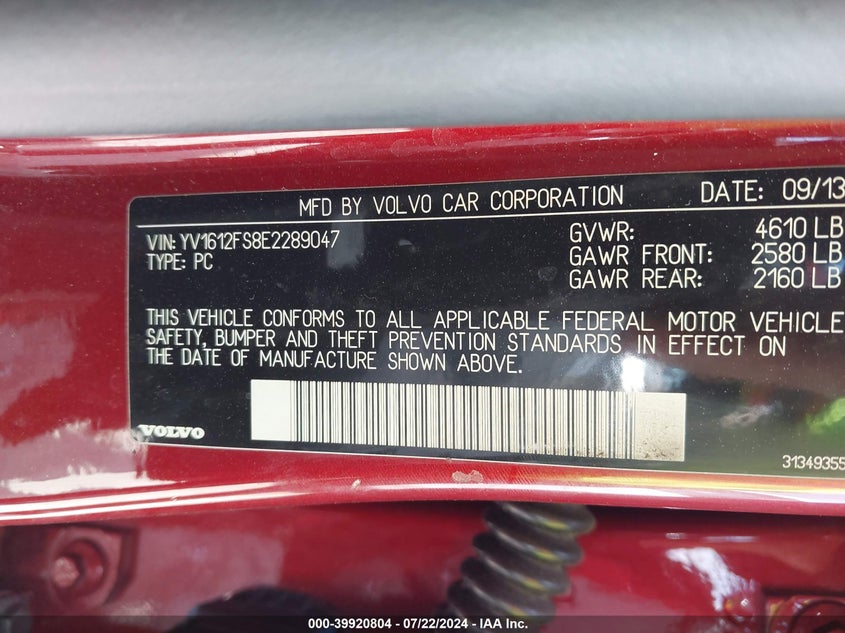 MFD BY VOLVO CAR CORPORATION DATE: 09/13
VIN: YV1612FS8E2289047 GVWR: 4610 LB
TYPE: PC GAWR FRONT: 2580 LB
GAWR REAR: 2160 LB
THIS VEHICLE CONFORMS TO ALL APPLICABLE FEDERAL MOTOR VEHICLE
SAFETY, BUMPER AND THEFT PREVENTION STANDARDS IN EFFECT ON
THE DATE OF MANUFACTURE SHOWN ABOVE.
VOLVO
31349355
000-39920804 - 07/22/2024 - IAA Inc.